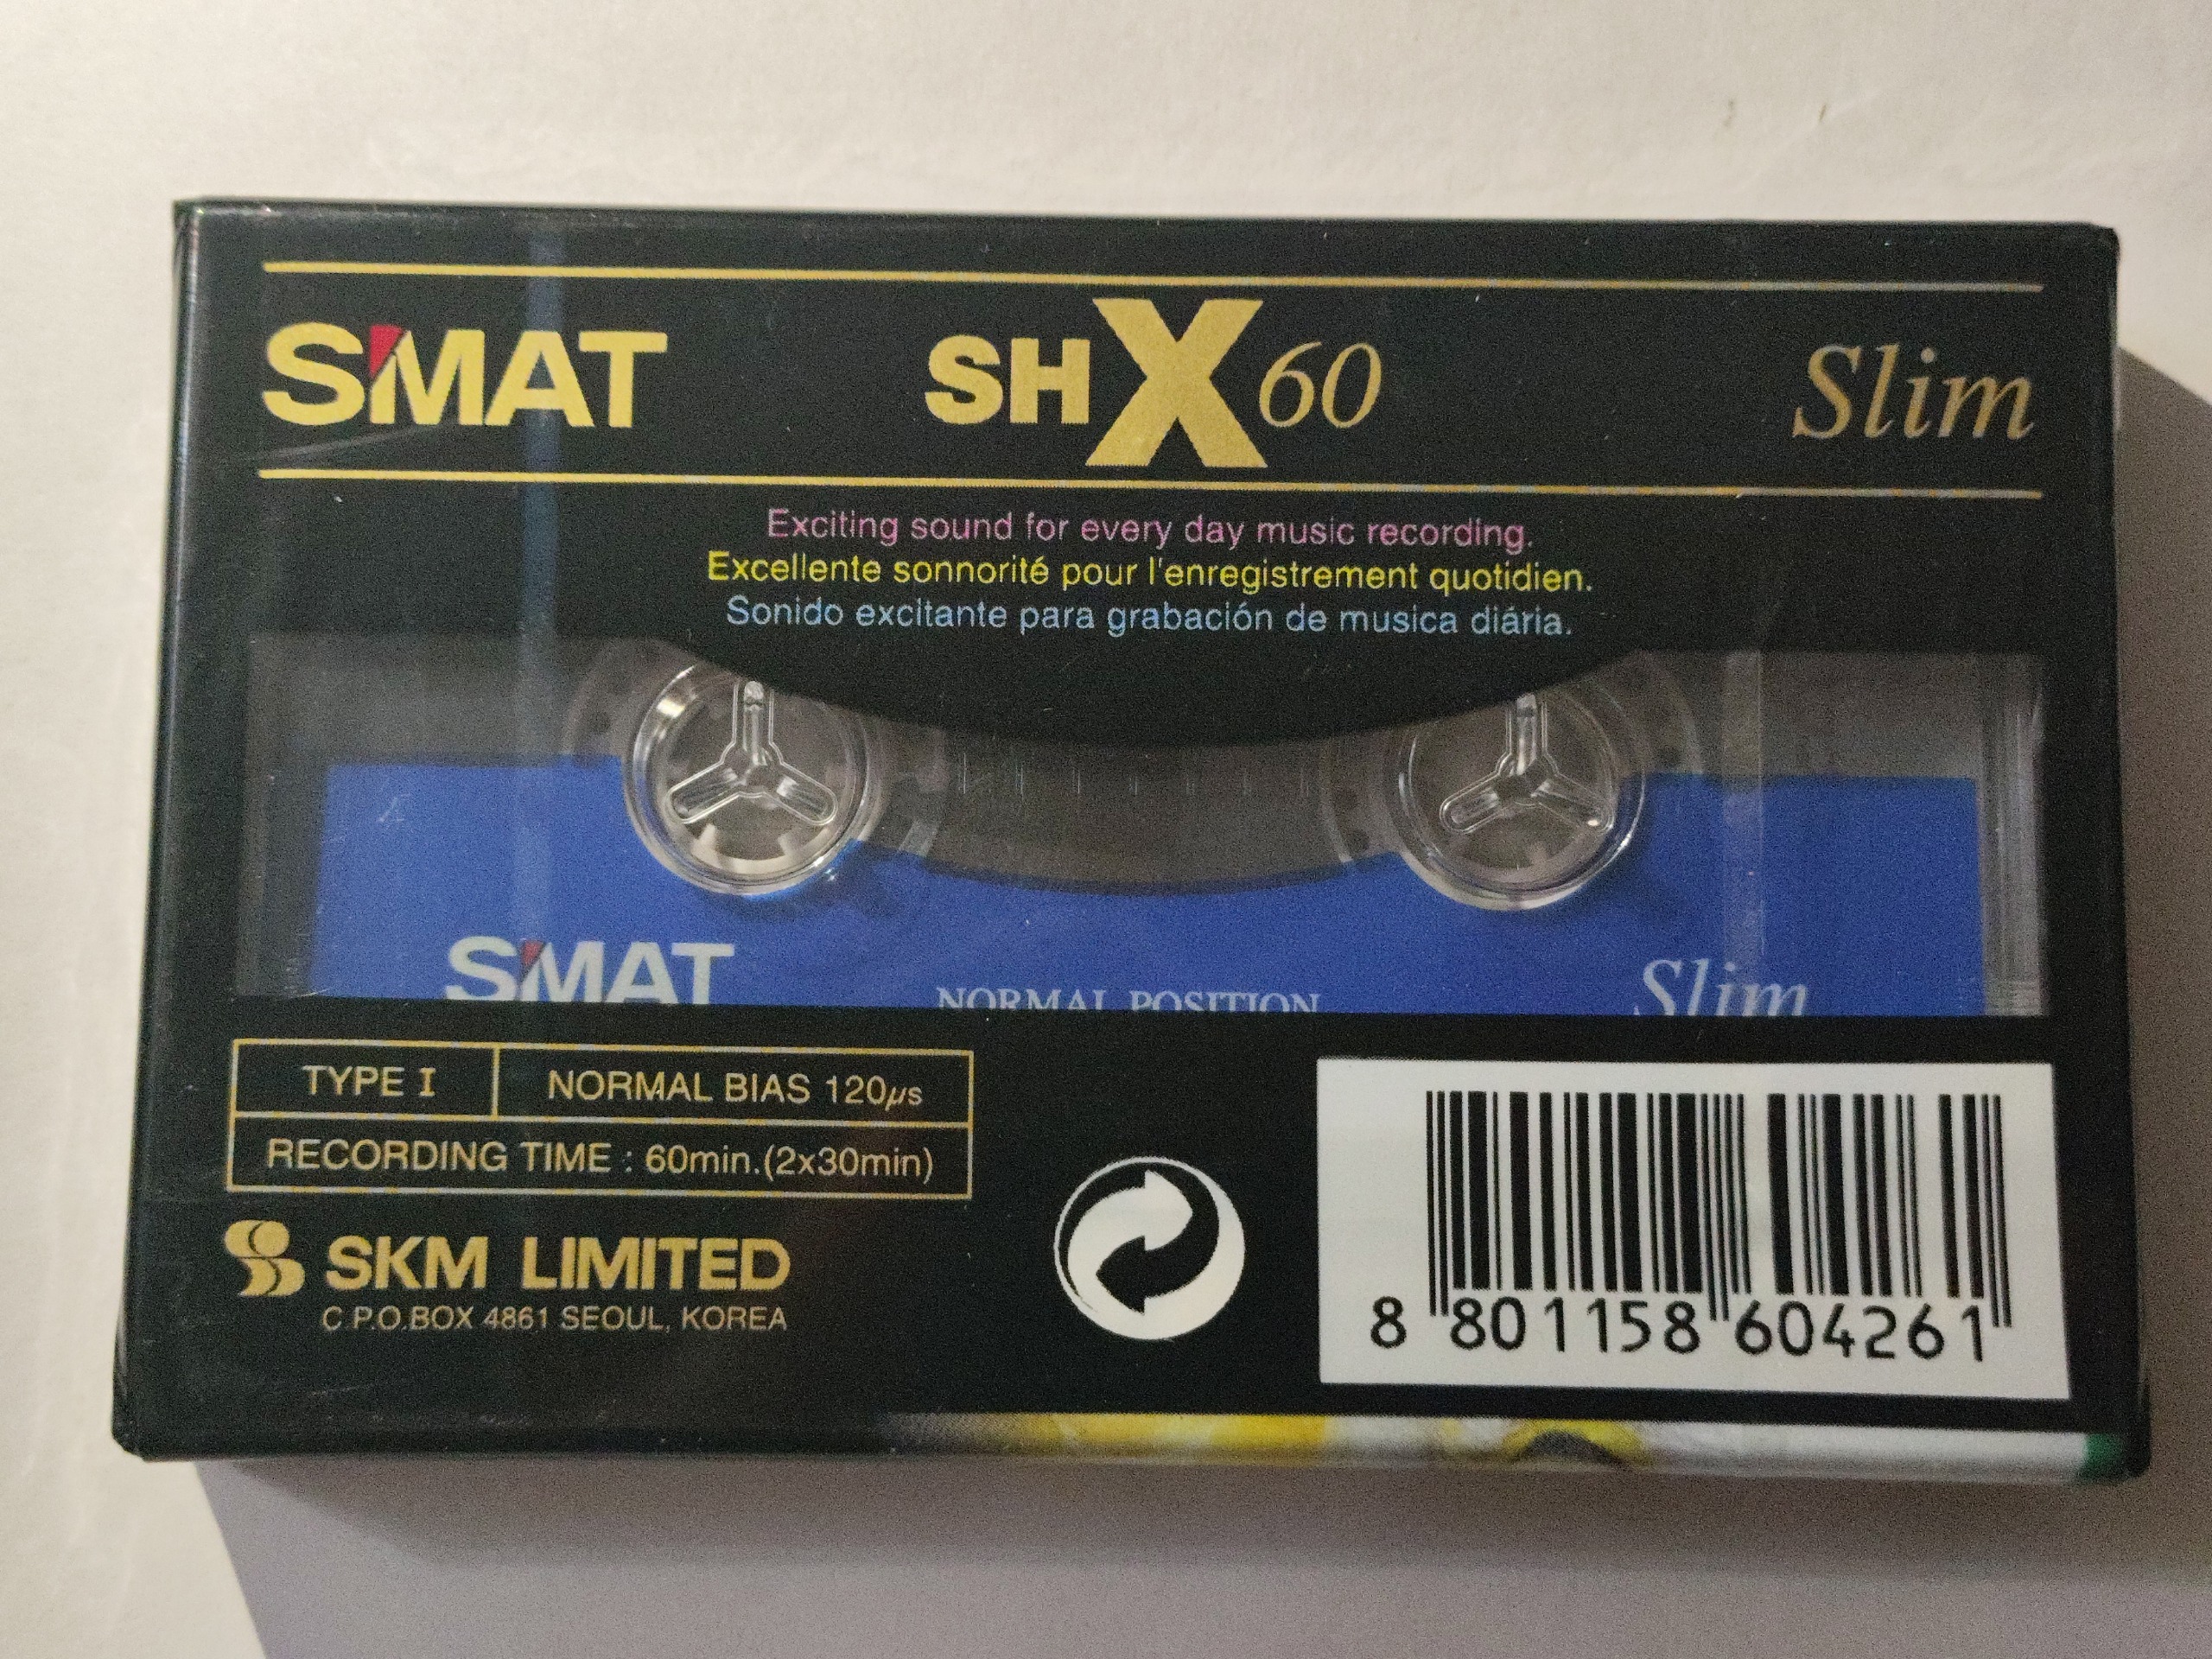 SMAT SHX60 Slim
Exciting sound for every day music recording.
Excellente sonnorité pour l'enregistrement quotidien.
Sonido excitante para grabación de musica diária.
A
SMAT NORMAL POSITION Slim
TYPE I NORMAL BIAS 120µs
RECORDING TIME : 60min.(2x30min)
SKM LIMITED
C P.O.BOX 4861 SEOUL, KOREA
8 801158 604261